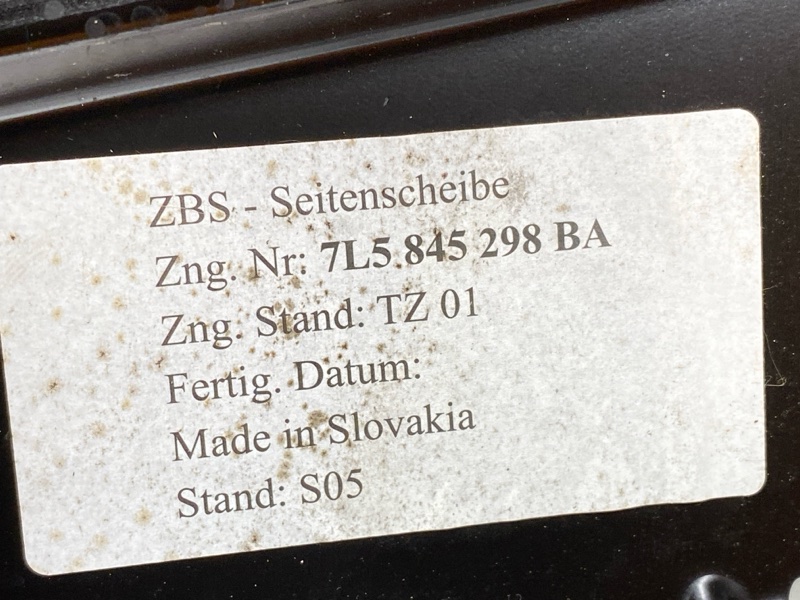 ZBS - Seitenscheibe
Zng. Nr: 7L5 845 298 BA
Zng. Stand: TZ 01
Fertig. Datum:
Made in Slovakia
Stand: S05